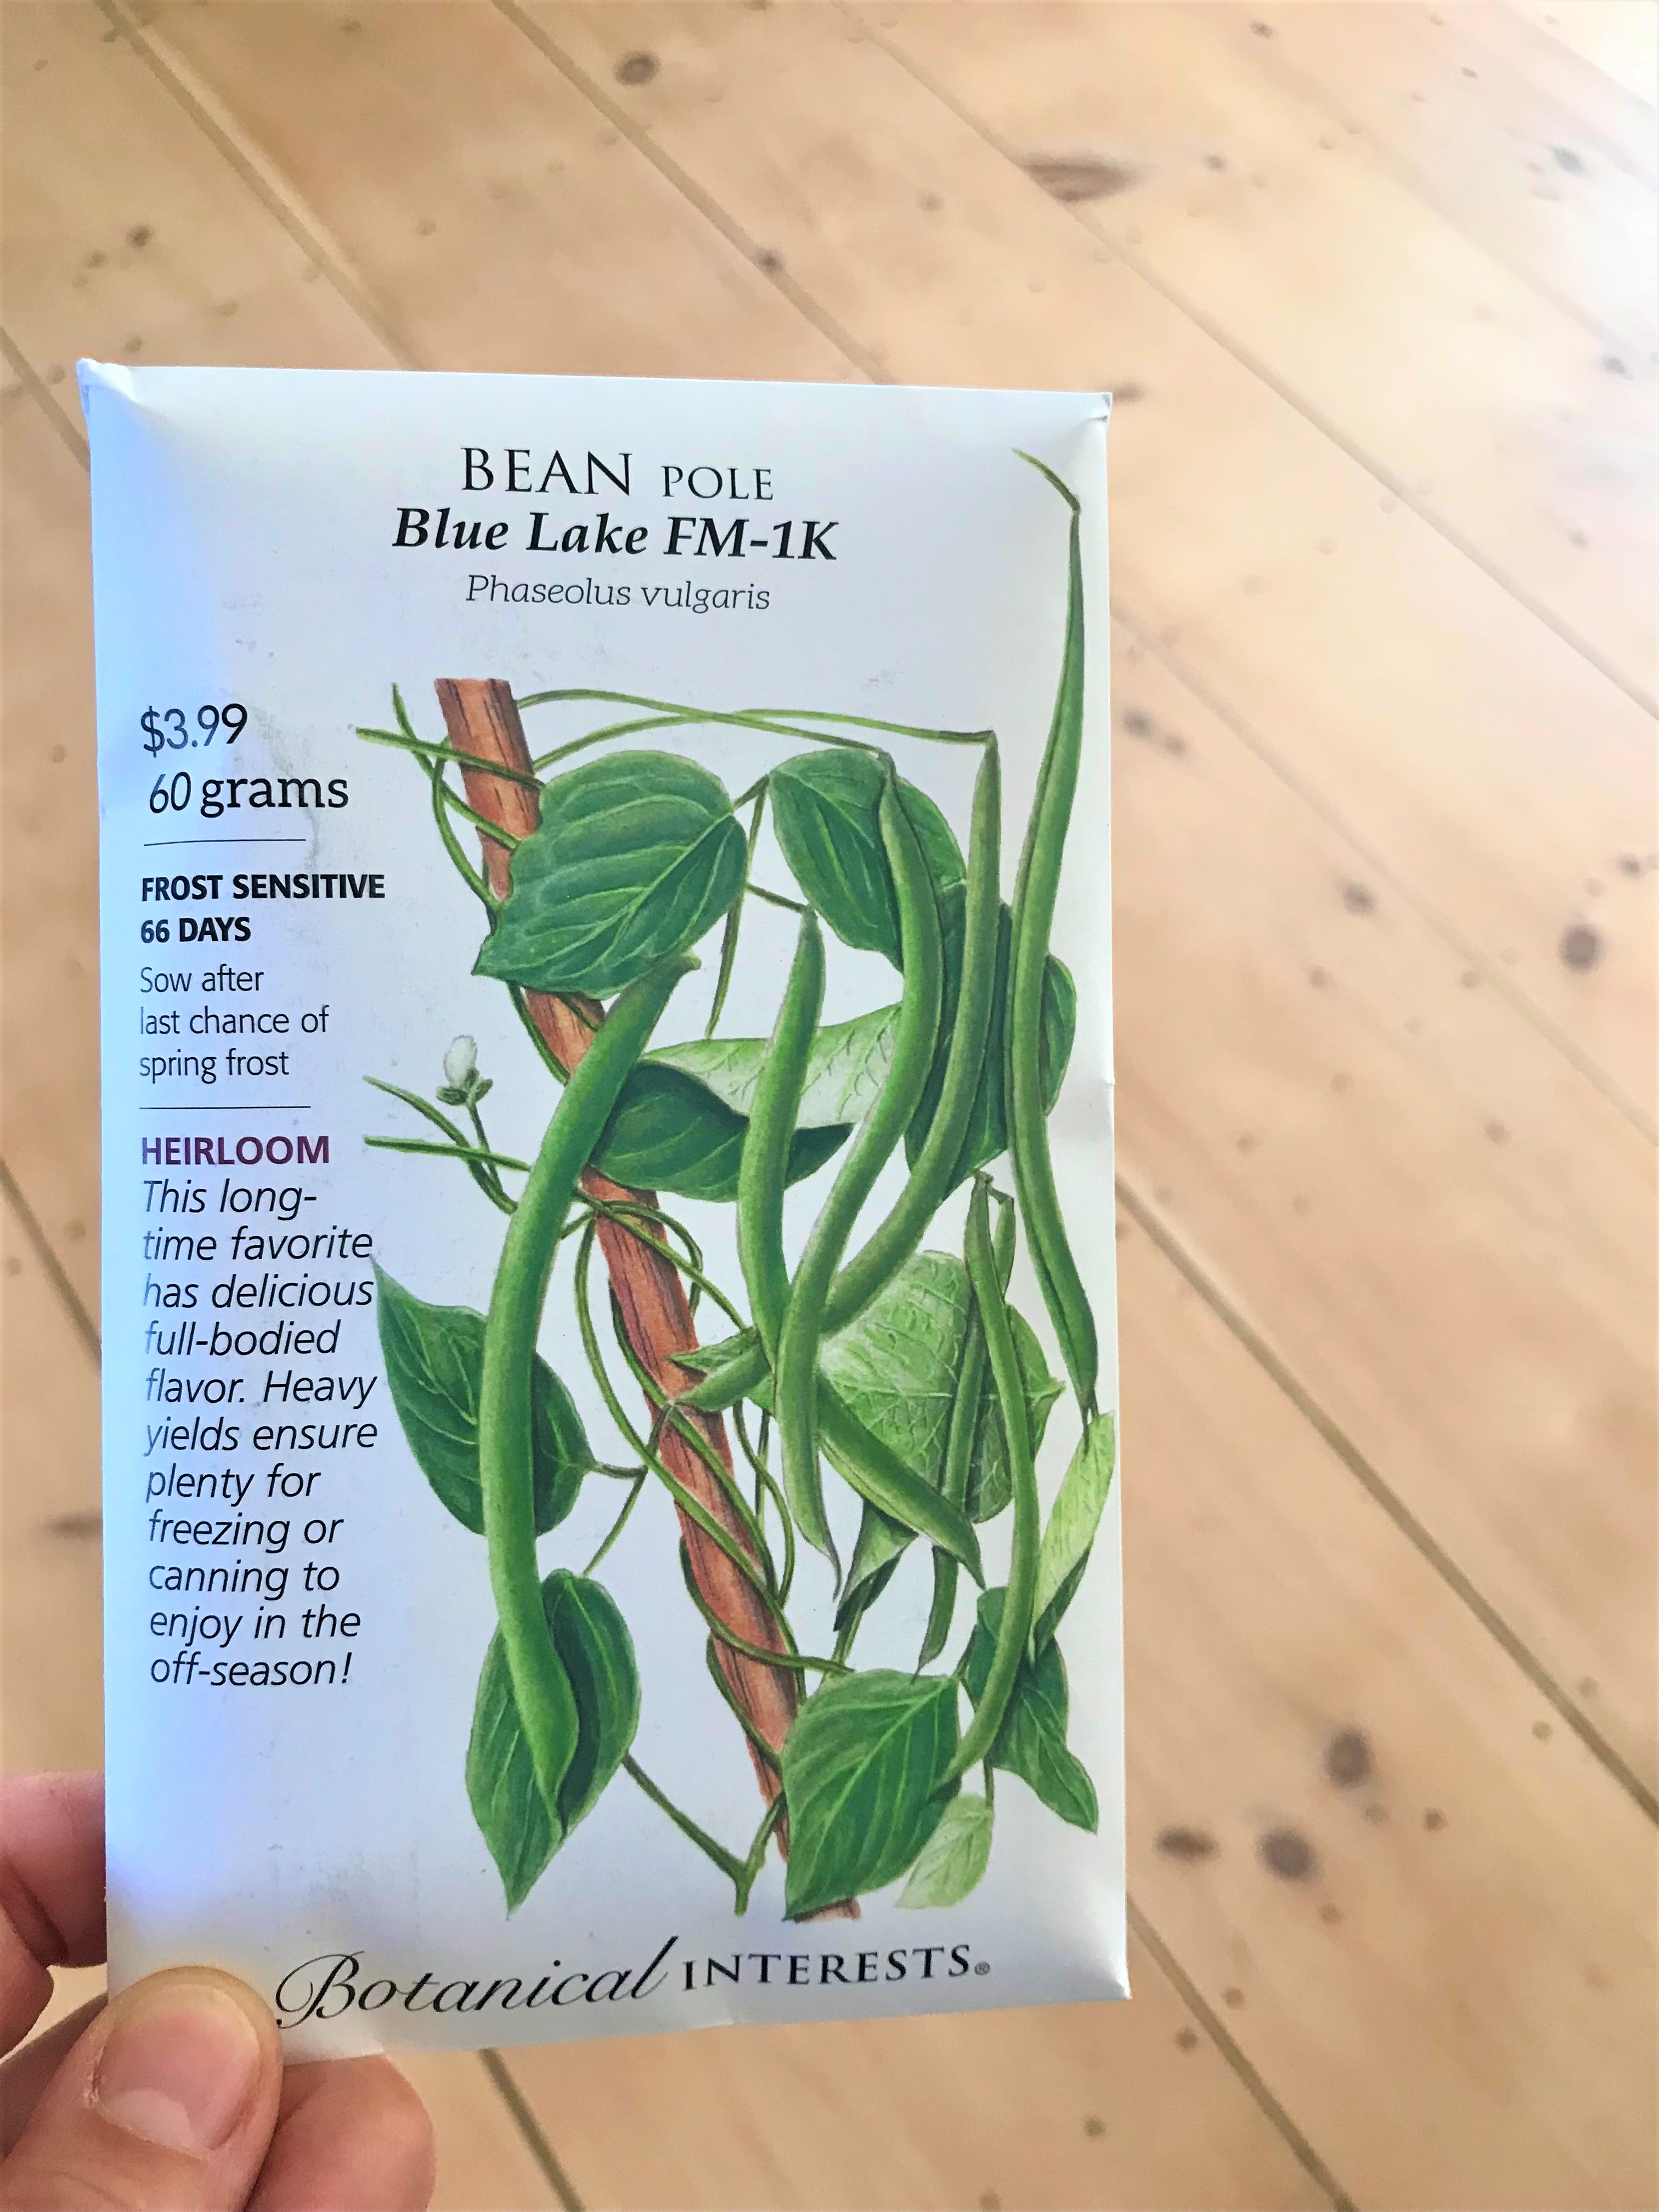 BEAN POLE
Blue Lake FM-1K
Phaseolus vulgaris
$3.99
60 grams
FROST SENSITIVE
66 DAYS
Sow after
last chance of
spring frost
HEIRLOOM
This long-
time favorite
has delicious
full-bodied
flavor. Heavy
yields ensure
plenty for
freezing or
canning to
enjoy in the
off-season!
Botanical INTERESTS®